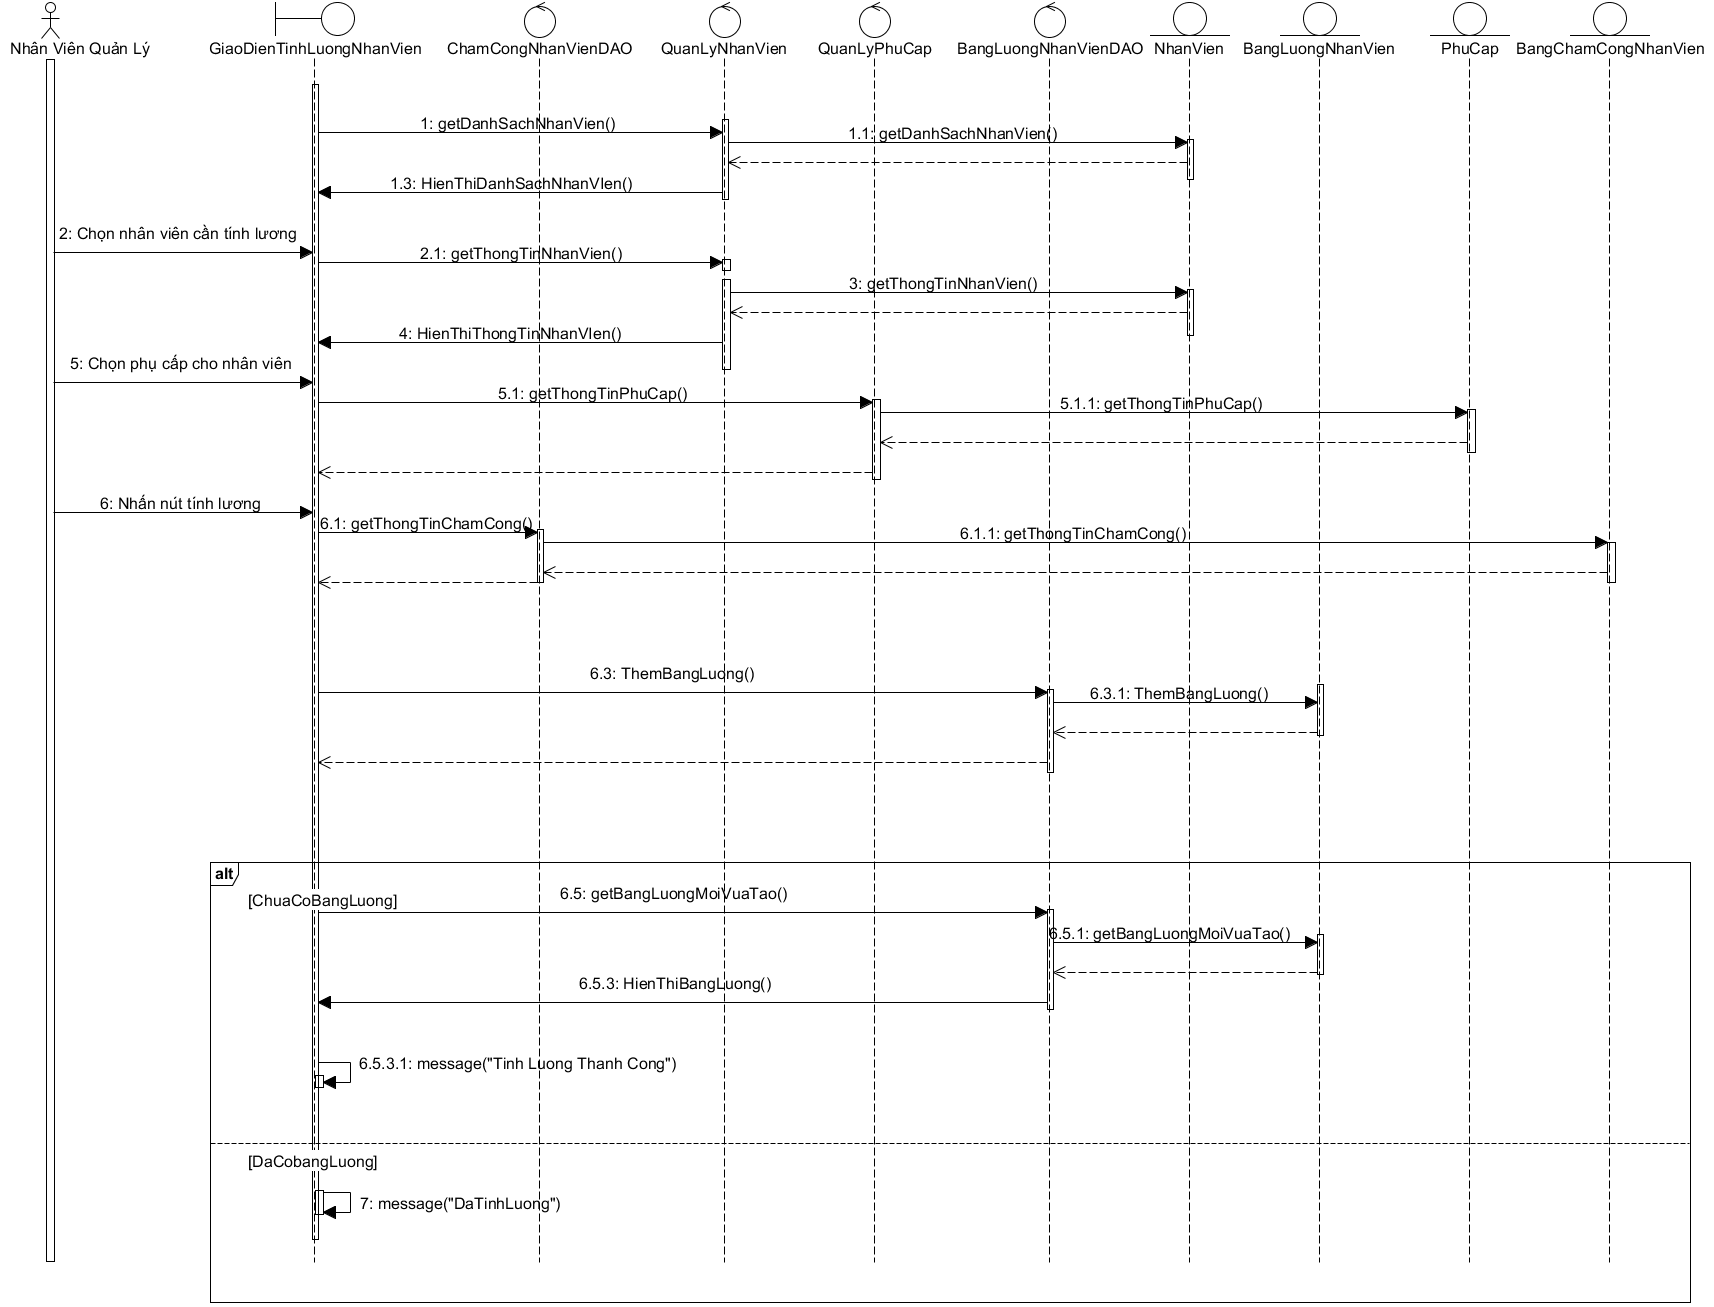 Nhân Viên Quản Lý
GiaoDienTinhLuongNhanVien
ChamCongNhanVienDAO
QuanLyNhanVien
QuanLyPhuCap
BangLuongNhanVienDAO
NhanVien
BangLuongNhanVien
PhuCap
BangChamCongNhanVien
1: getDanhSachNhanVien()
1.1: getDanhSachNhanVien()
1.3: HienThiDanhSachNhanVIen()
2: Chọn nhân viên cần tính lương
2.1: getThongTinNhanVien()
3: getThongTinNhanVien()
4: HienThiThongTinNhanVIen()
5: Chọn phụ cấp cho nhân viên
5.1: getThongTinPhuCap()
5.1.1: getThongTinPhuCap()
6: Nhấn nút tính lương
6.1: getThongTinChamCong()
6.1.1: getThongTinChamCong()
6.3: ThemBangLuong()
6.3.1: ThemBangLuong()
alt
[ChuaCoBangLuong]
6.5: getBangLuongMoiVuaTao()
6.5.1: getBangLuongMoiVuaTao()
6.5.3: HienThiBangLuong()
6.5.3.1: message("Tinh Luong Thanh Cong")
[DaCobangLuong]
7: message("DaTinhLuong")